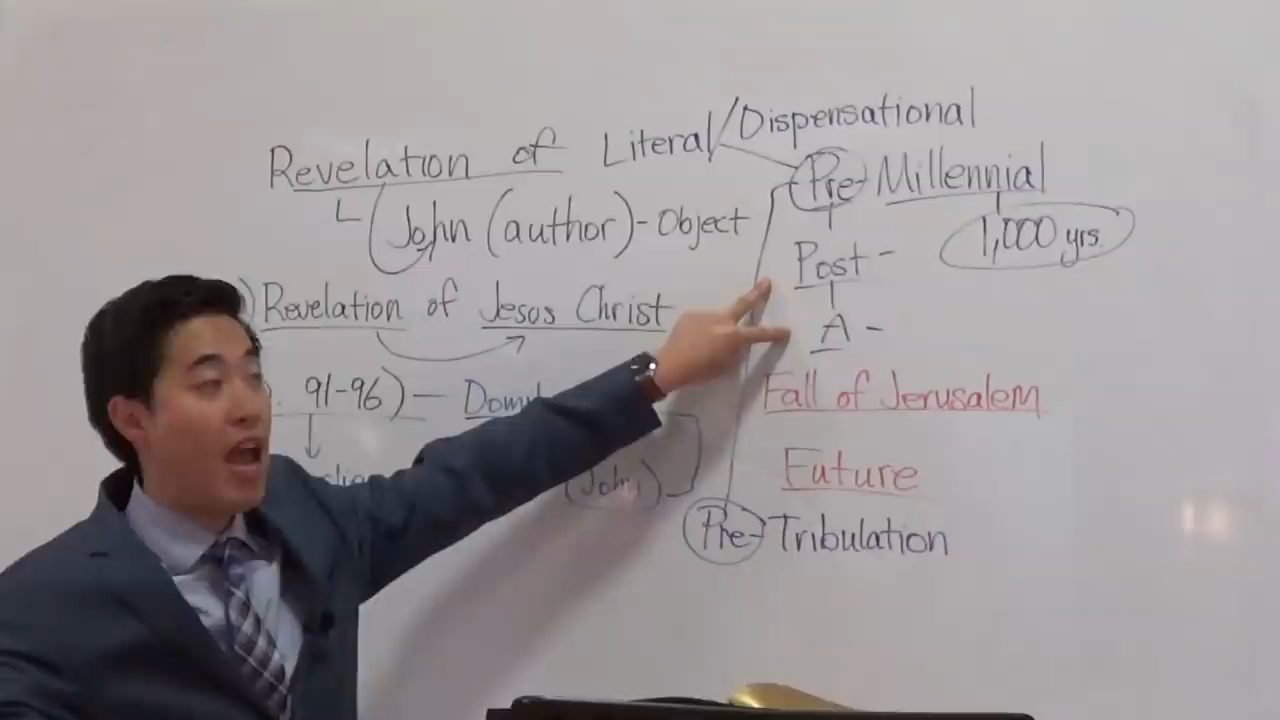 Revelation of Literal/Dispensational
John (author)-Object
Pre-Millennial
1,000 yrs.
Post-
A-
)Revelation of Jesus Christ
91-96)—
Fall of Jerusalem
(John)
Future
Pre-Tribulation